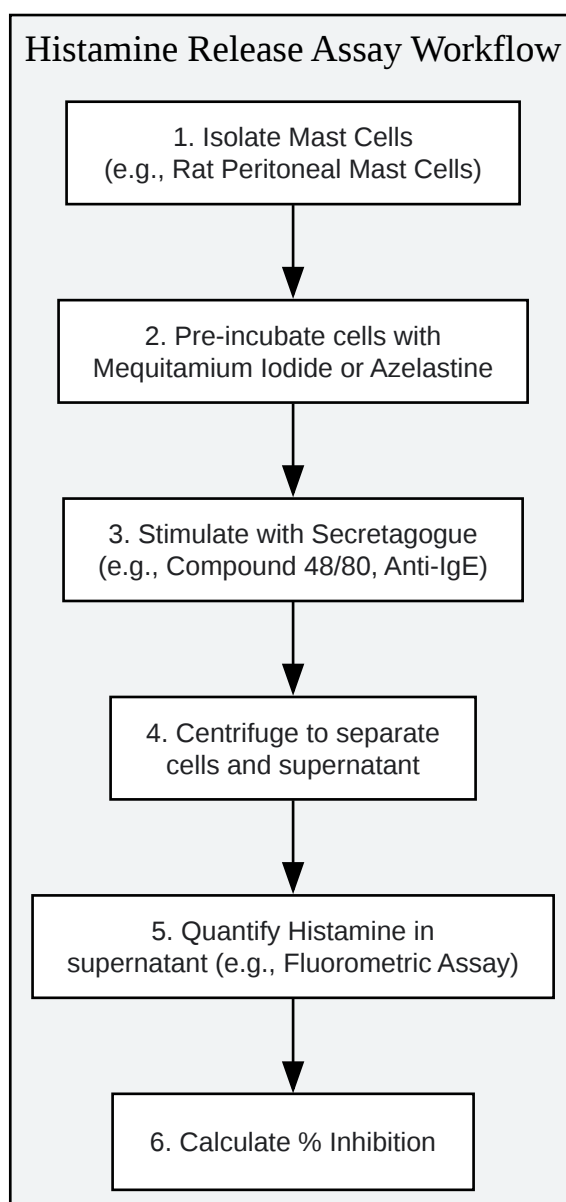 Histamine Release Assay Workflow
1. Isolate Mast Cells
(e.g., Rat Peritoneal Mast Cells)
2. Pre-incubate cells with
Mequitamium Iodide or Azelastine
3. Stimulate with Secretagogue
(e.g., Compound 48/80, Anti-IgE)
4. Centrifuge to separate
cells and supernatant
5. Quantify Histamine in
supernatant (e.g., Fluorometric Assay)
6. Calculate % Inhibition